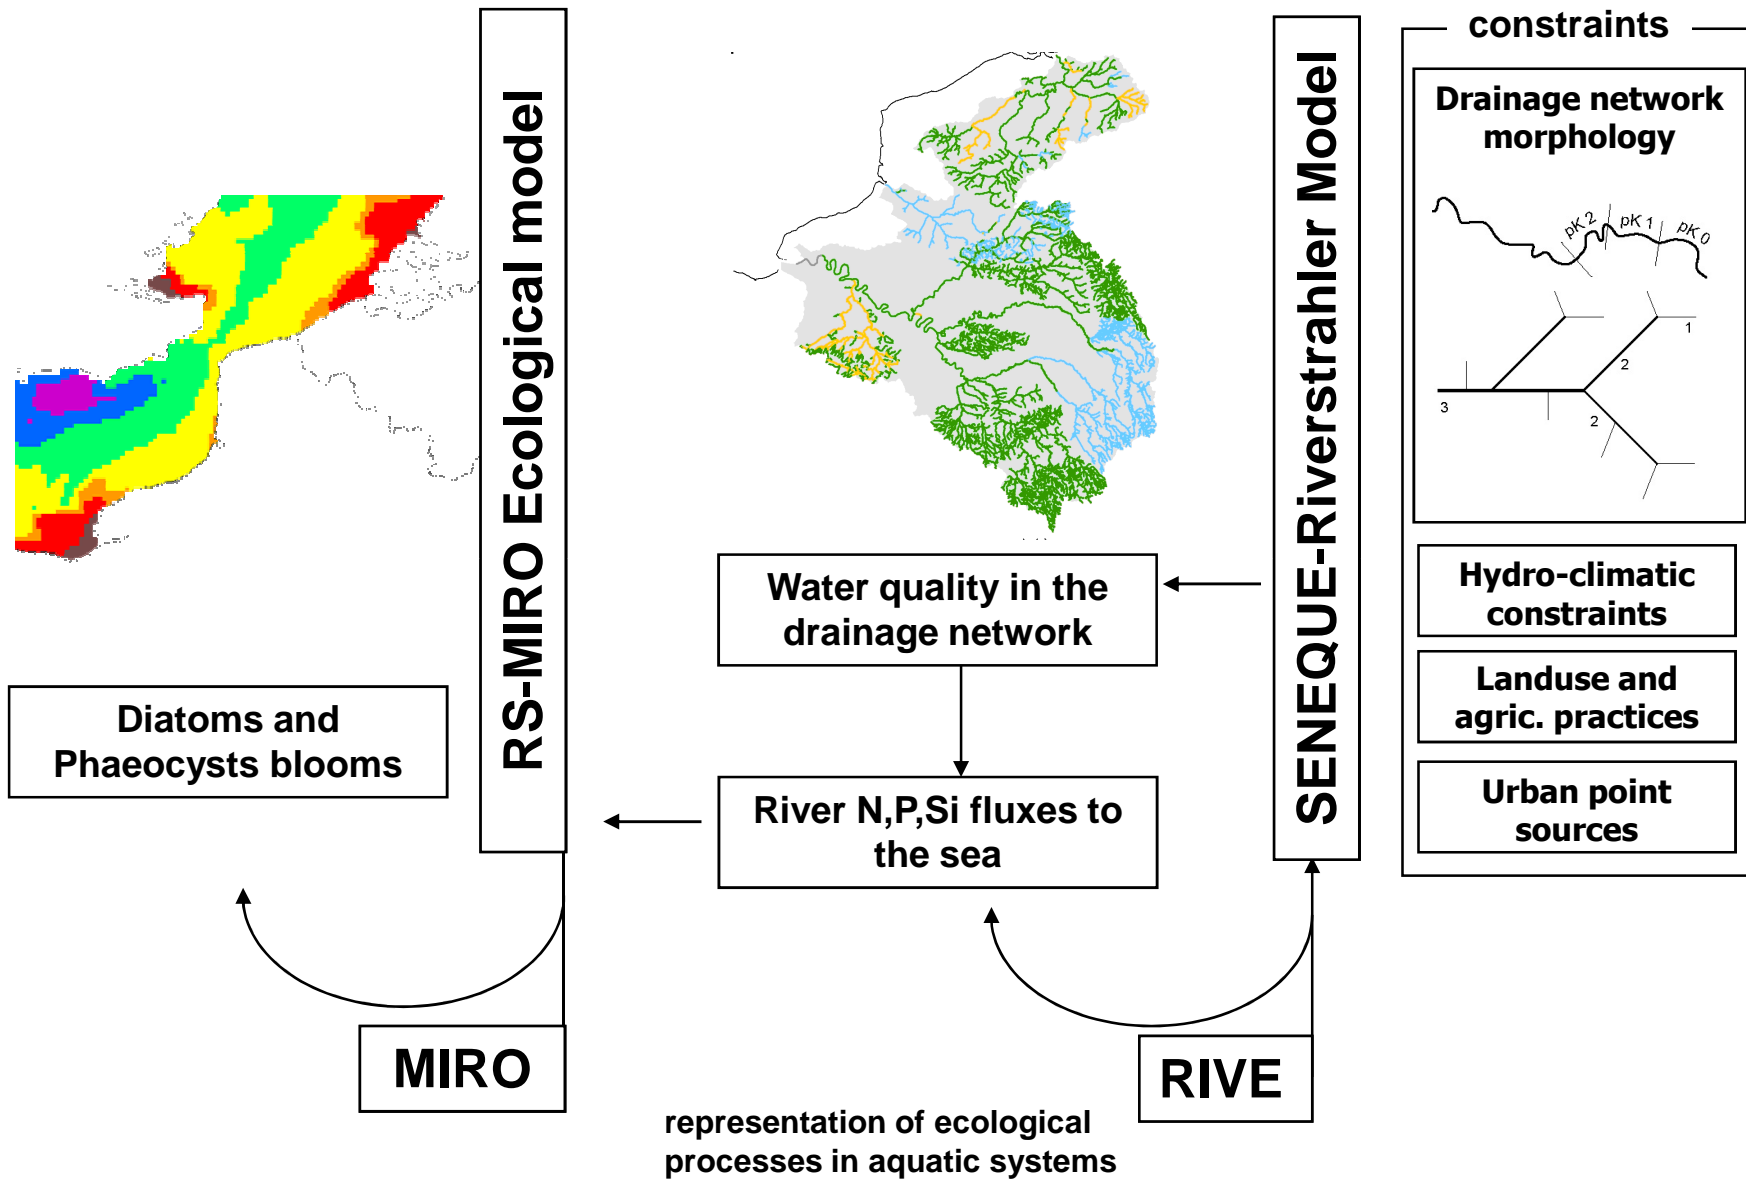 constraints
Drainage network
morphology
pK 2
pK 1
pK 0
1
2
3
2
Hydro-climatic
constraints
Landuse and
agric. practices
Urban point
sources
SENEQUE-Riverstrahler Model
Water quality in the
drainage network
River N,P,Si fluxes to
the sea
RS-MIRO Ecological model
Diatoms and
Phaeocysts blooms
MIRO
RIVE
representation of ecological
processes in aquatic systems